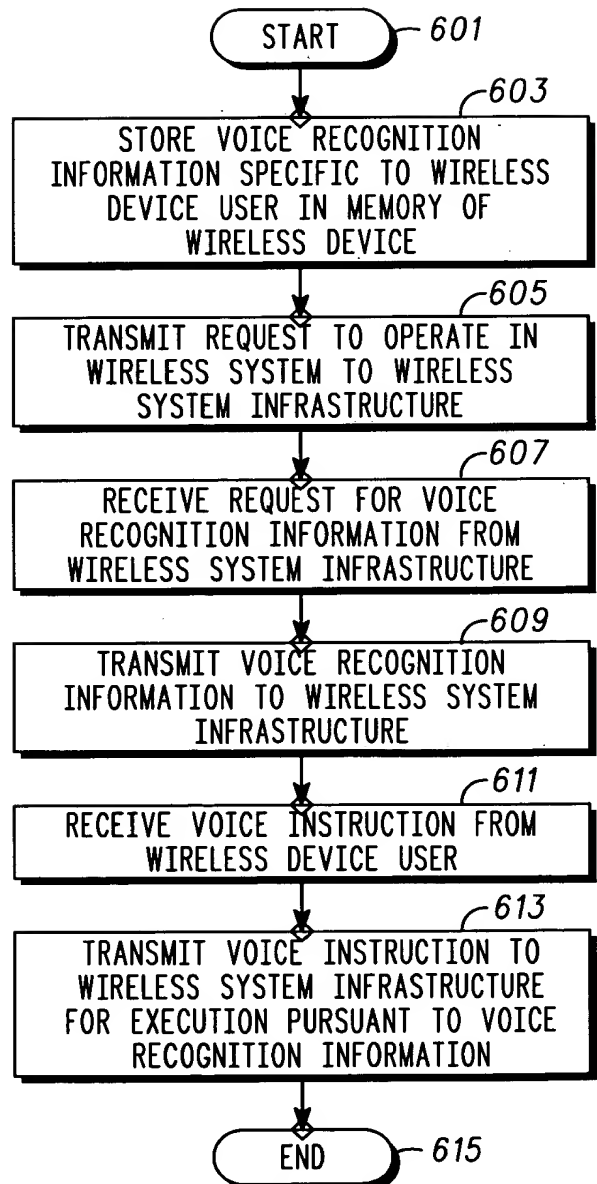 START
601
603
STORE VOICE RECOGNITION
INFORMATION SPECIFIC TO WIRELESS
DEVICE USER IN MEMORY OF
WIRELESS DEVICE
605
TRANSMIT REQUEST TO OPERATE IN
WIRELESS SYSTEM TO WIRELESS
SYSTEM INFRASTRUCTURE
607
RECEIVE REQUEST FOR VOICE
RECOGNITION INFORMATION FROM
WIRELESS SYSTEM INFRASTRUCTURE
609
TRANSMIT VOICE RECOGNITION
INFORMATION TO WIRELESS SYSTEM
INFRASTRUCTURE
611
RECEIVE VOICE INSTRUCTION FROM
WIRELESS DEVICE USER
613
TRANSMIT VOICE INSTRUCTION TO
WIRELESS SYSTEM INFRASTRUCTURE
FOR EXECUTION PURSUANT TO VOICE
RECOGNITION INFORMATION
END
615